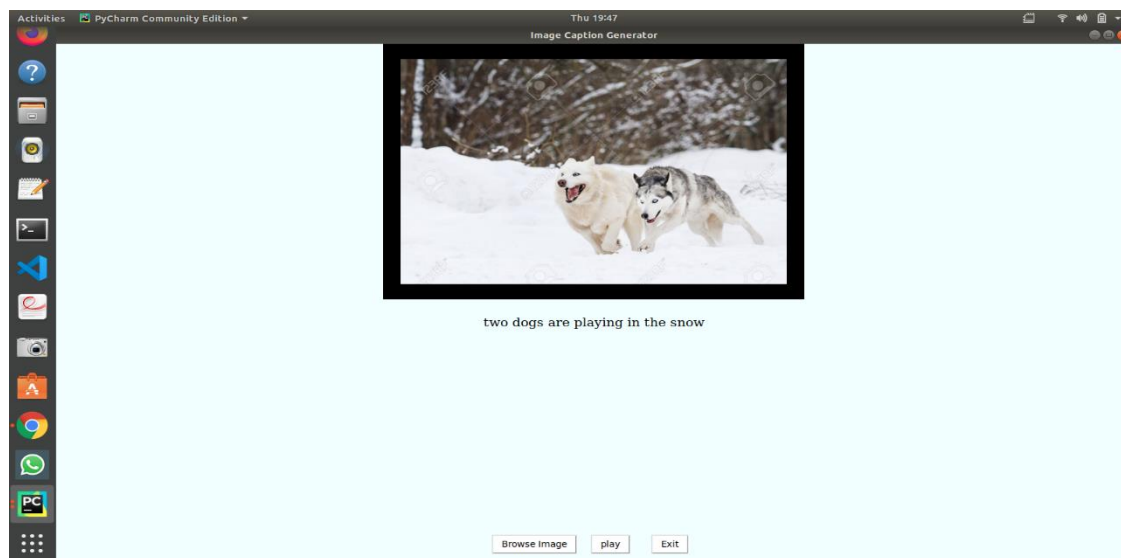 Activities PyCharm Community Edition Thu 19:47
Image Caption Generator
two dogs are playing in the snow
PC
Browse Image play Exit